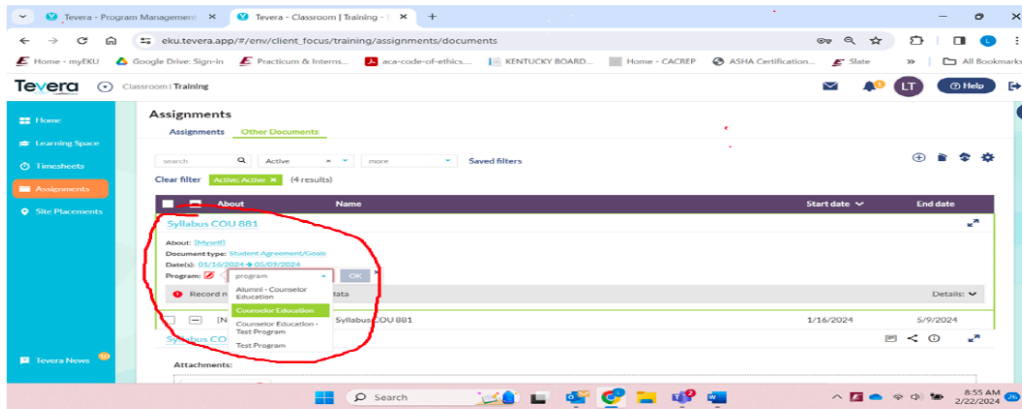 Tevera - Program Management
Tevera - Classroom | Training -
eku.tevera.app/#/env/client_focus/training/assignments/documents
Home - myEKU
Google Drive: Sign-in
Practicum & Interns...
aca-code-of-ethics....
KENTUCKY BOARD...
Home - CACREP
ASHA Certification...
Slate
»
All Bookmarks
Tevera
Classroom | Training
LT
Help
Home
Learning Space
Timesheets
Assignments
Site Placements
Tevera News
Assignments
Assignments
Other Documents
search
Active
more
Saved filters
Clear filter
Active: Active ×
(4 results)
About
Name
Start date
End date
Syllabus COU 881
About: [Myself]
Document type: Student Agreement/Goals
Date(s): 01/16/2024 → 05/09/2024
Program:
program
OK
Alumni - Counselor
Education
Record n
data
Details:
Counselor Education
Counselor Education -
Test Program
Test Program
[N
Syllabus COU 881
1/16/2024
5/9/2024
Syllabus CO
Attachments:
Search
8:55 AM
2/22/2024